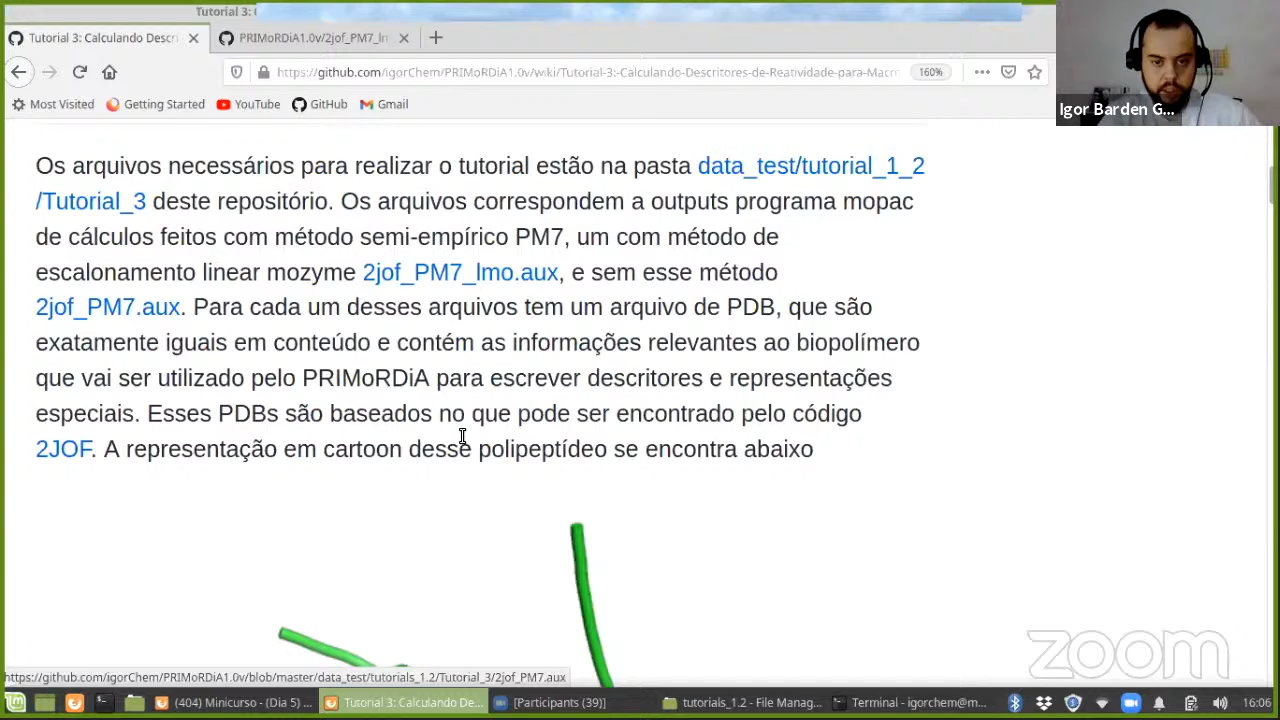 Tutorial 3: 
Tutorial 3: Calculando Descri
PRIMoRDiA1.0v/2jof_PM7_ln
https://github.com/igorChem/PRIMoRDiA1.0v/wiki/Tutorial-3:-Calculando-Descritores-de-Reatividade-para-Macrn
160%
Most Visited
Getting Started
YouTube
GitHub
Gmail
Igor Barden G...
Os arquivos necessários para realizar o tutorial estão na pasta data_test/tutorial_1_2
/Tutorial_3 deste repositório. Os arquivos correspondem a outputs programa mopac
de cálculos feitos com método semi-empírico PM7, um com método de
escalonamento linear mozyme 2jof_PM7_lmo.aux, e sem esse método
2jof_PM7.aux. Para cada um desses arquivos tem um arquivo de PDB, que são
exatamente iguais em conteúdo e contém as informações relevantes ao biopolímero
que vai ser utilizado pelo PRIMoRDiA para escrever descritores e representações
especiais. Esses PDBs são baseados no que pode ser encontrado pelo código
2JOF. A representação em cartoon desse polipeptídeo se encontra abaixo
zoom
https://github.com/igorChem/PRIMoRDiA1.0v/blob/master/data_test/tutorials_1.2/Tutorial_3/2jof_PM7.aux
(404) Minicurso - (Dia 5) ...
Tutorial 3: Calculando De...
[Participants (39)]
tutorials_1.2 - File Manag...
Terminal - igorchem@m...
16:06